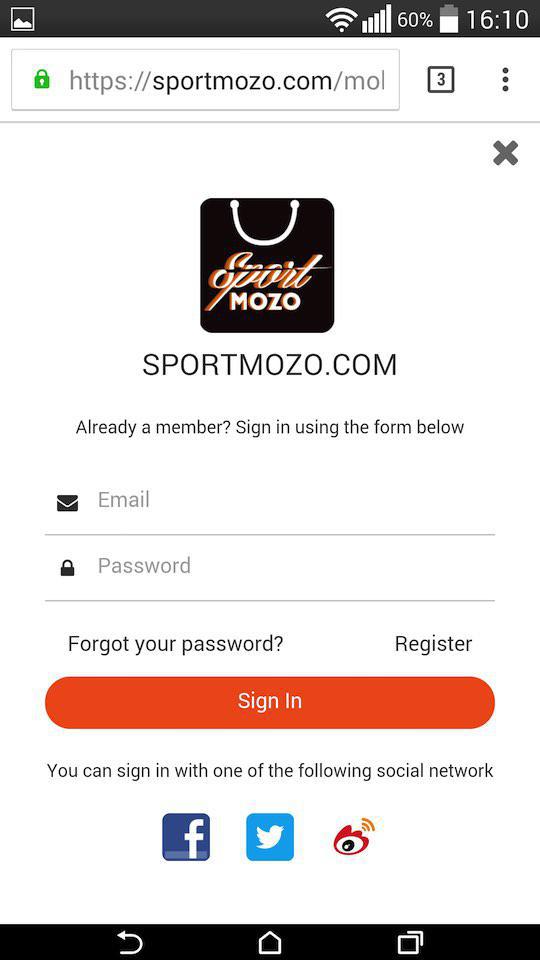 60% 16:10
https://sportmozo.com/mol 3
Sport
MOZO
SPORTMOZO.COM
Already a member? Sign in using the form below
Email
Password
Forgot your password? Register
Sign In
You can sign in with one of the following social network